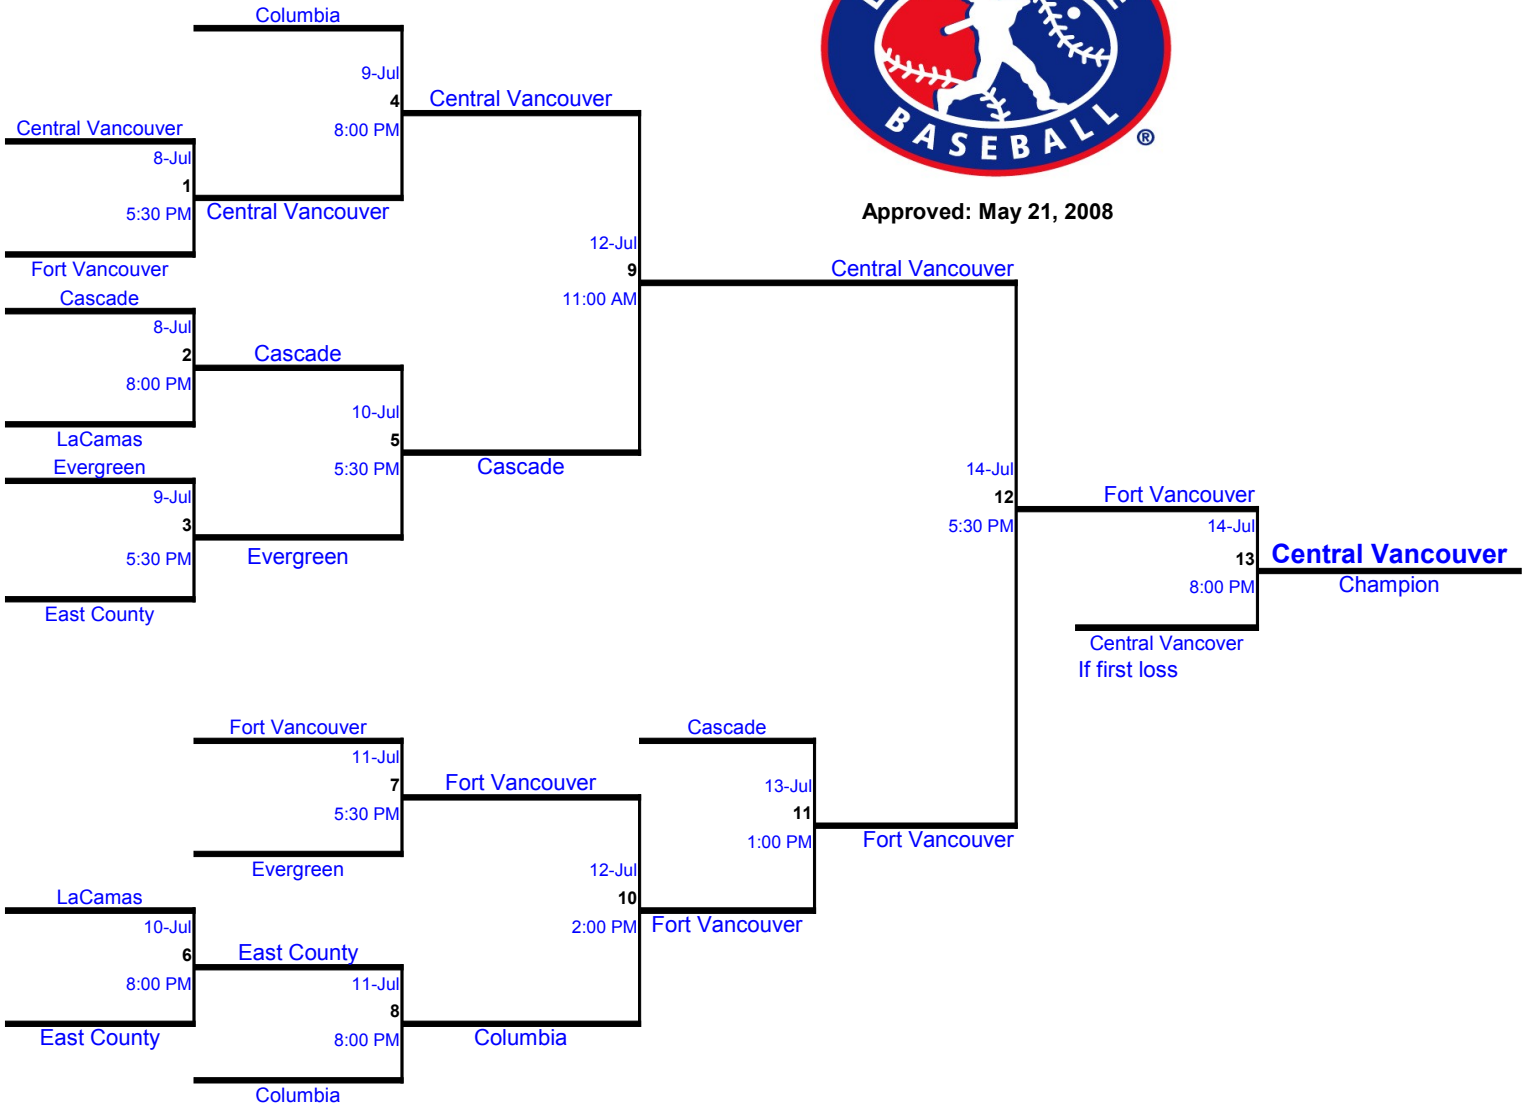 Columbia
9-Jul
4
8:00 PM
Central Vancouver
Central Vancouver
8-Jul
1
5:30 PM
Central Vancouver
Fort Vancouver
BASEBALL ®
Approved: May 21, 2008
12-Jul
9
11:00 AM
Central Vancouver
Cascade
8-Jul
2
8:00 PM
Cascade
LaCamas
10-Jul
5
5:30 PM
Cascade
Evergreen
9-Jul
3
5:30 PM
Evergreen
East County
14-Jul
12
5:30 PM
Fort Vancouver
14-Jul
13
8:00 PM
Central Vancouver
Champion
Central Vancover
If first loss
Fort Vancouver
11-Jul
7
5:30 PM
Fort Vancouver
Evergreen
Cascade
13-Jul
11
1:00 PM
Fort Vancouver
12-Jul
10
2:00 PM
Fort Vancouver
LaCamas
10-Jul
6
8:00 PM
East County
East County
11-Jul
8
8:00 PM
Columbia
Columbia